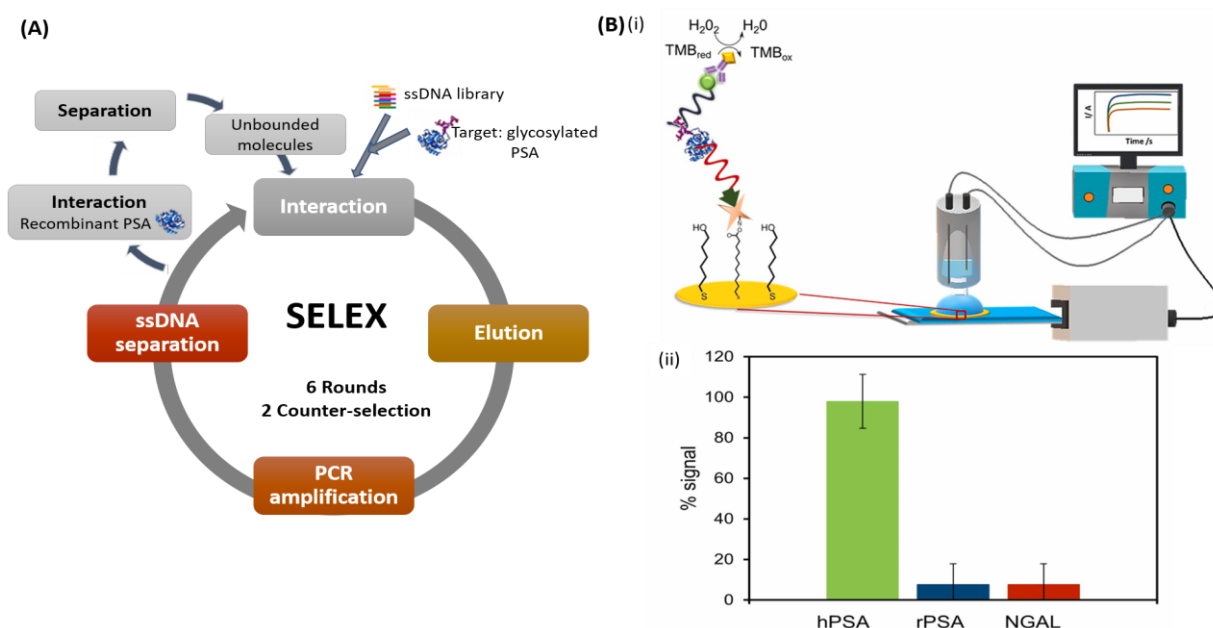 (A)
Separation
Unbounded
molecules
ssDNA library
Target: glycosylated
PSA
Interaction
Recombinant PSA
Interaction
SELEX
ssDNA
separation
Elution
6 Rounds
2 Counter-selection
PCR
amplification
(B) (i)
H₂O₂ H₂0
TMBred TMBox
HO
HO
O
O
S
S
S
I/A
Time /s
(ii)
% signal
120
100
80
60
40
20
0
hPSA rPSA NGAL